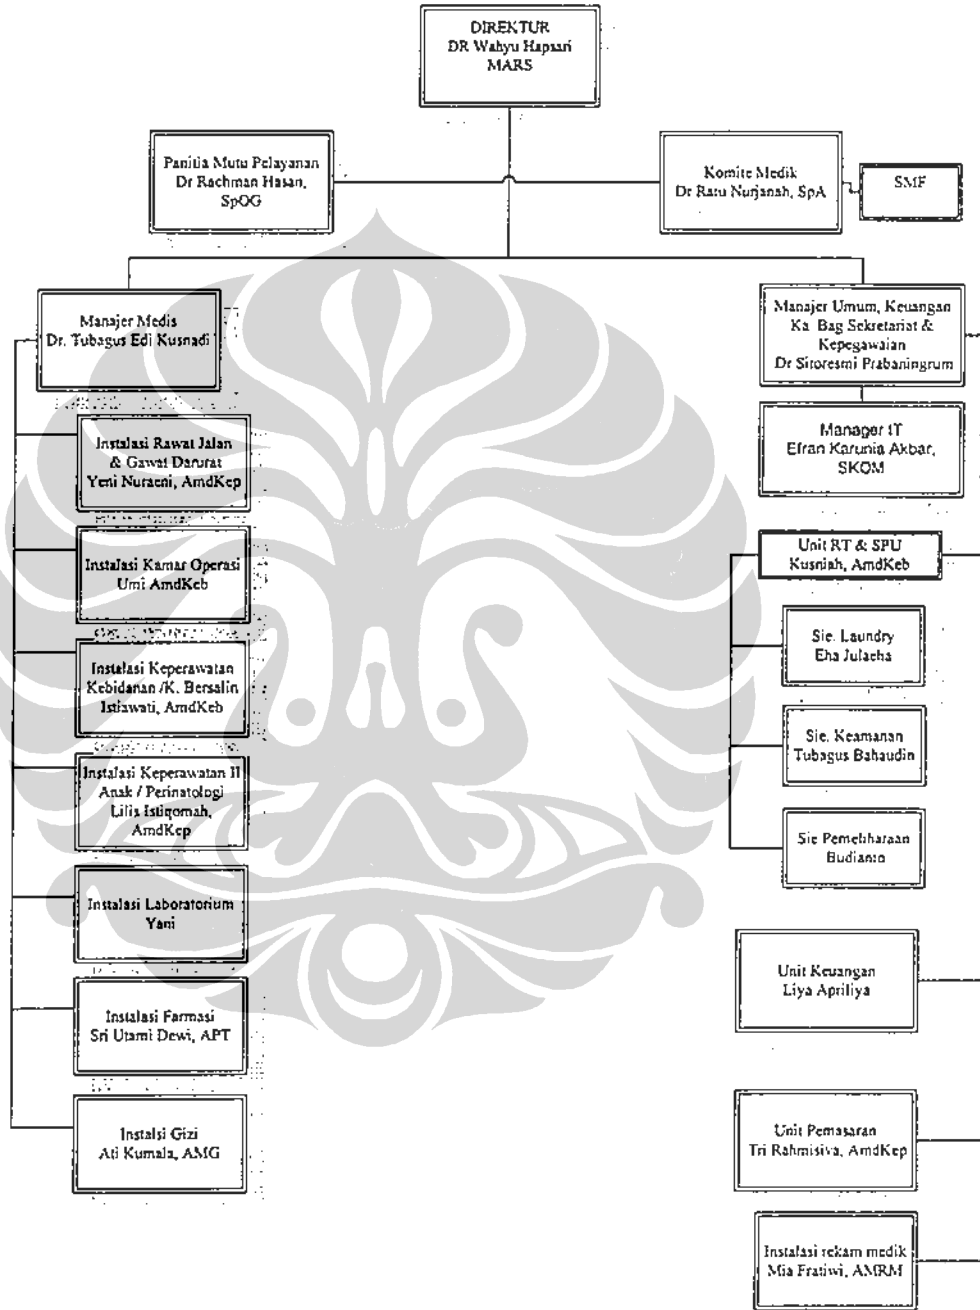 DIREKTUR
DR Wahyu Hapsari
MARS
Panitia Mutu Pelayanan
Dr Rachman Hasan,
SpOG
Komite Medik
Dr Ratu Nurjanah, SpA
SMF
Manajer Medis
Dr. Tubagus Edi Kusnadi
Manajer Umum, Keuangan
Ka Bag Sekretariat &
Kepegawaian
Dr Sitoresmi Prabaningrum
Manager IT
Efran Karunia Akbar,
SKOM
Instalasi Rawat Jalan
& Gawat Darurat
Yeni Nuraeni, AmdKep
Instalasi Kamar Operasi
Umi AmdKeb
Instalasi Keperawatan
Kebidanan /K. Bersalin
Istiawati, AmdKeb
Instalasi Keperawatan II
Anak / Perinatologi
Lilis Istiqomah,
AmdKep
Instalasi Laboratorium
Yani
Instalasi Farmasi
Sri Utami Dewi, APT
Instalsi Gizi
Ati Kumala, AMG
Unit RT & SPU
Kusniah, AmdKeb
Sie. Laundry
Eha Julaeha
Sie. Keamanan
Tubagus Bahaudin
Sie Pemeliharaan
Budianto
Unit Keuangan
Liya Apriliya
Unit Pemasaran
Tri Rahmisiva, AmdKep
Instalasi rekam medik
Mia Fratiwi, AMRM